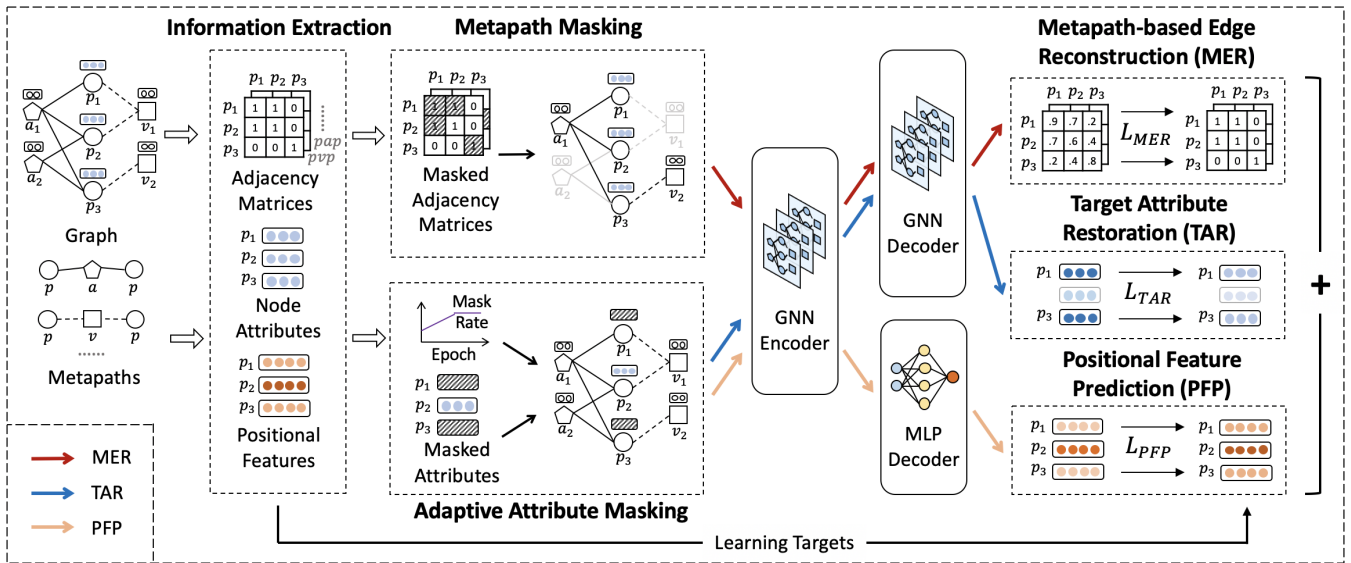 Information Extraction
Metapath Masking
Metapath-based Edge
Reconstruction (MER)
p1
a1
p2
v1
a2
v2
p3
Graph
p a p
p v p
......
Metapaths
p1 p2 p3
p1 1 1 0
p2 1 1 0
p3 0 0 1
pap
pvp
Adjacency
Matrices
p1
p2
p3
Node
Attributes
p1
p2
p3
Positional
Features
p1 p2 p3
p1 1 1 0
p2 1 1 0
p3 0 0 1
Masked
Adjacency
Matrices
p1
a1
v1
p2
a2
v2
p3
Mask
Rate
Epoch
p1
p2
p3
Masked
Attributes
p1
a1
v1
p2
a2
v2
p3
Adaptive Attribute Masking
GNN
Encoder
GNN
Decoder
MLP
Decoder
p1 p2 p3
p1 .9 .7 .2
p2 .7 .6 .4
p3 .2 .4 .8
LMER
p1 p2 p3
p1 1 1 0
p2 1 1 0
p3 0 0 1
Target Attribute
Restoration (TAR)
p1 p1
LTAR
p3 p3
Positional Feature
Prediction (PFP)
p1 p1
p2 LPFP p2
p3 p3
+
MER
TAR
PFP
Learning Targets